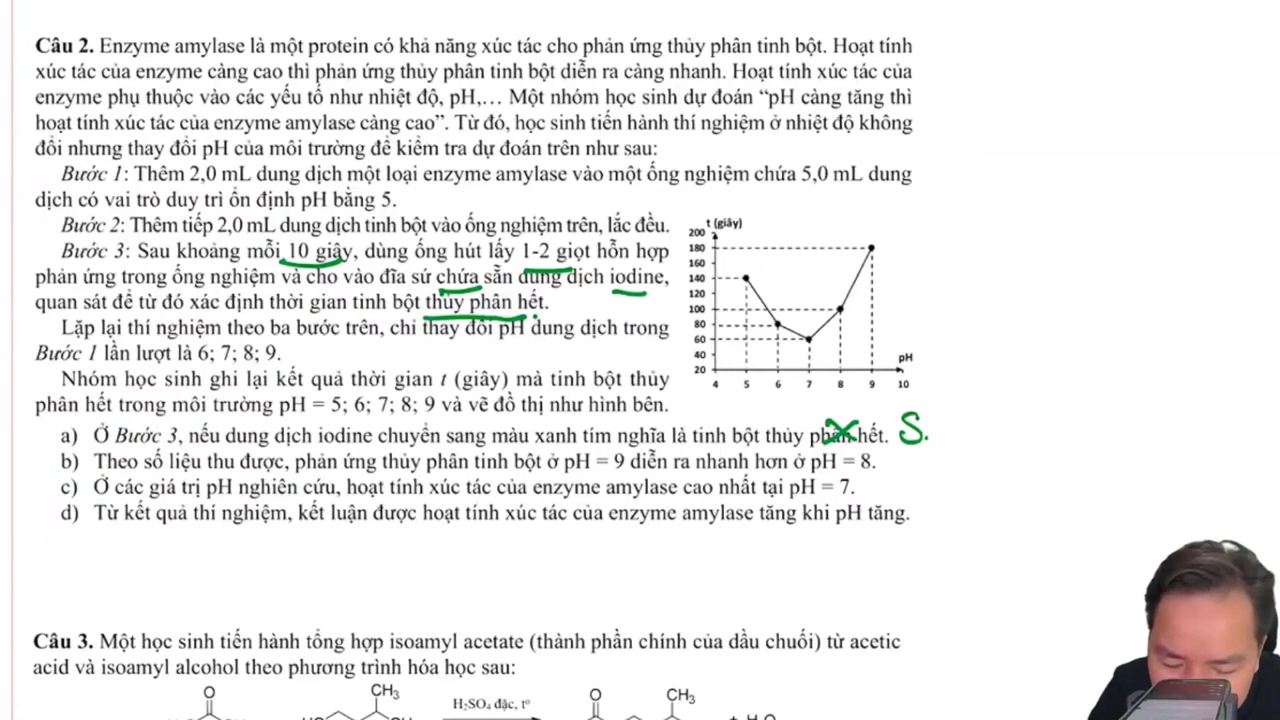 Câu 2. Enzyme amylase là một protein có khả năng xúc tác cho phản ứng thủy phân tinh bột. Hoạt tính
xúc tác của enzyme càng cao thì phản ứng thủy phân tinh bột diễn ra càng nhanh. Hoạt tính xúc tác của
enzyme phụ thuộc vào các yếu tố như nhiệt độ, pH,… Một nhóm học sinh dự đoán “pH càng tăng thì
hoạt tính xúc tác của enzyme amylase càng cao”. Từ đó, học sinh tiến hành thí nghiệm ở nhiệt độ không
đổi nhưng thay đổi pH của môi trường để kiểm tra dự đoán trên như sau:
Bước 1: Thêm 2,0 mL dung dịch một loại enzyme amylase vào một ống nghiệm chứa 5,0 mL dung
dịch có vai trò duy trì ổn định pH bằng 5.
Bước 2: Thêm tiếp 2,0 mL dung dịch tinh bột vào ống nghiệm trên, lắc đều.
Bước 3: Sau khoảng mỗi 10 giây, dùng ống hút lấy 1-2 giọt hỗn hợp
phản ứng trong ống nghiệm và cho vào đĩa sứ chứa sẵn dung dịch iodine,
quan sát để từ đó xác định thời gian tinh bột thủy phân hết.
Lặp lại thí nghiệm theo ba bước trên, chỉ thay đổi pH dung dịch trong
Bước 1 lần lượt là 6; 7; 8; 9.
Nhóm học sinh ghi lại kết quả thời gian t (giây) mà tinh bột thủy
phân hết trong môi trường pH = 5; 6; 7; 8; 9 và vẽ đồ thị như hình bên.
t (giây)
200
180
160
140
120
100
80
60
40
20
pH
4 5 6 7 8 9 10
a) Ở Bước 3, nếu dung dịch iodine chuyển sang màu xanh tím nghĩa là tinh bột thủy phân hết. S.
b) Theo số liệu thu được, phản ứng thủy phân tinh bột ở pH = 9 diễn ra nhanh hơn ở pH = 8.
c) Ở các giá trị pH nghiên cứu, hoạt tính xúc tác của enzyme amylase cao nhất tại pH = 7.
d) Từ kết quả thí nghiệm, kết luận được hoạt tính xúc tác của enzyme amylase tăng khi pH tăng.
Câu 3. Một học sinh tiến hành tổng hợp isoamyl acetate (thành phần chính của dầu chuối) từ acetic
acid và isoamyl alcohol theo phương trình hóa học sau:
O CH3 H2SO4 đặc, t° O CH3